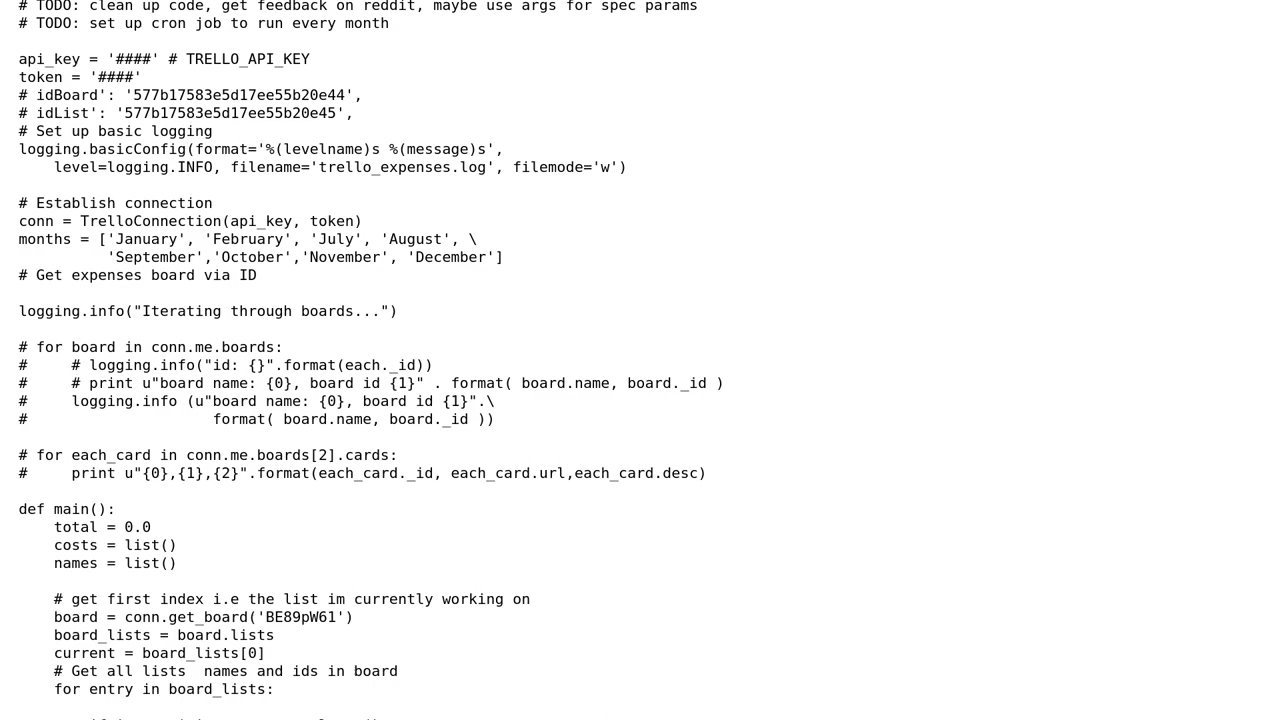 # TODO: clean up code, get feedback on reddit, maybe use args for spec params
# TODO: set up cron job to run every month

api_key = '####' # TRELLO_API_KEY
token = '####'
# idBoard': '577b17583e5d17ee55b20e44',
# idList': '577b17583e5d17ee55b20e45',
# Set up basic logging
logging.basicConfig(format='%(levelname)s %(message)s',
    level=logging.INFO, filename='trello_expenses.log', filemode='w')

# Establish connection
conn = TrelloConnection(api_key, token)
months = ['January', 'February', 'July', 'August', \
          'September','October','November', 'December']
# Get expenses board via ID

logging.info("Iterating through boards...")

# for board in conn.me.boards:
#     # logging.info("id: {}".format(each._id))
#     # print u"board name: {0}, board id {1}" . format( board.name, board._id )
#     logging.info (u"board name: {0}, board id {1}".\
#                     format( board.name, board._id ))

# for each_card in conn.me.boards[2].cards:
#     print u"{0},{1},{2}".format(each_card._id, each_card.url,each_card.desc)

def main():
    total = 0.0
    costs = list()
    names = list()

    # get first index i.e the list im currently working on
    board = conn.get_board('BE89pW61')
    board_lists = board.lists
    current = board_lists[0]
    # Get all lists  names and ids in board
    for entry in board_lists: